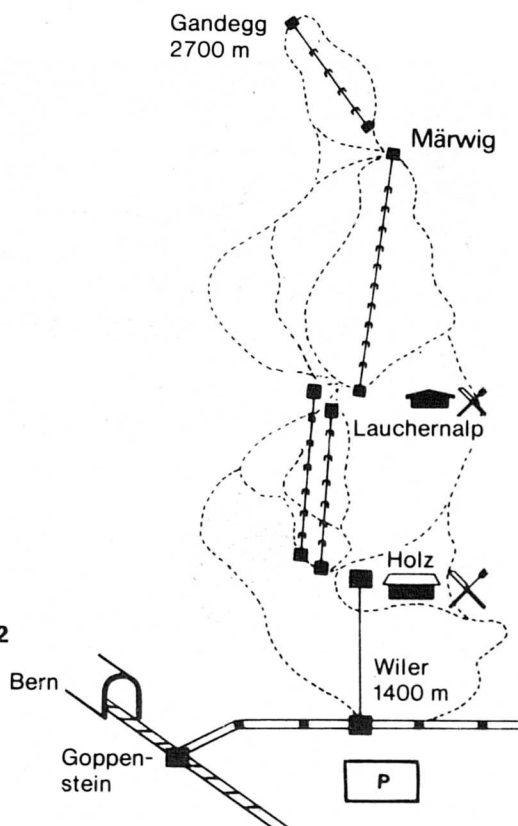 Gandegg
2700 m
Märwig
Lauchernalp
Holz
2
Wiler
1400 m
Bern
Goppen-
stein
P